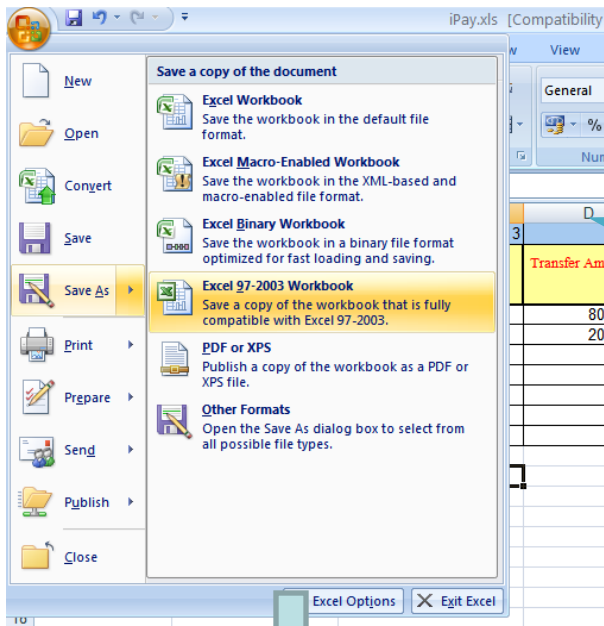 iPay.xls [Compatibility
View
New
Open
Convert
Save
Save As
Print
Prepare
Send
Publish
Close
Save a copy of the document
Excel Workbook
Save the workbook in the default file
format.
Excel Macro-Enabled Workbook
Save the workbook in the XML-based and
macro-enabled file format.
Excel Binary Workbook
Save the workbook in a binary file format
optimized for fast loading and saving.
Excel 97-2003 Workbook
Save a copy of the workbook that is fully
compatible with Excel 97-2003.
PDF or XPS
Publish a copy of the workbook as a PDF or
XPS file.
Other Formats
Open the Save As dialog box to select from
all possible file types.
General
%
Num
D
3
Transfer Am
80
20
Excel Options
Exit Excel